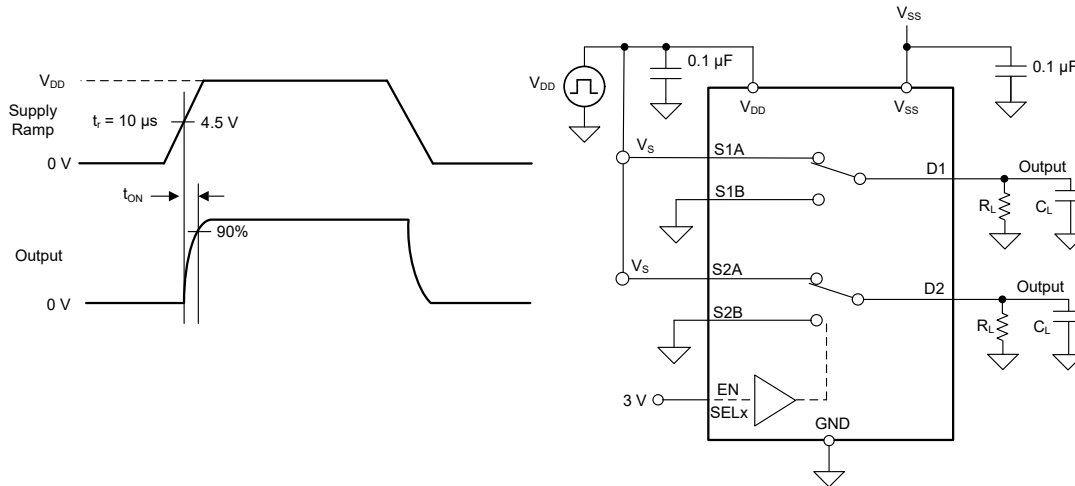 V_DD
Supply
Ramp
t_r = 10 µs
4.5 V
0 V
t_ON
90%
Output
0 V
V_SS
V_DD
0.1 µF
0.1 µF
V_DD
V_SS
V_S
S1A
D1
Output
S1B
R_L
C_L
V_S
S2A
D2
Output
S2B
R_L
C_L
3 V
EN
SELx
GND